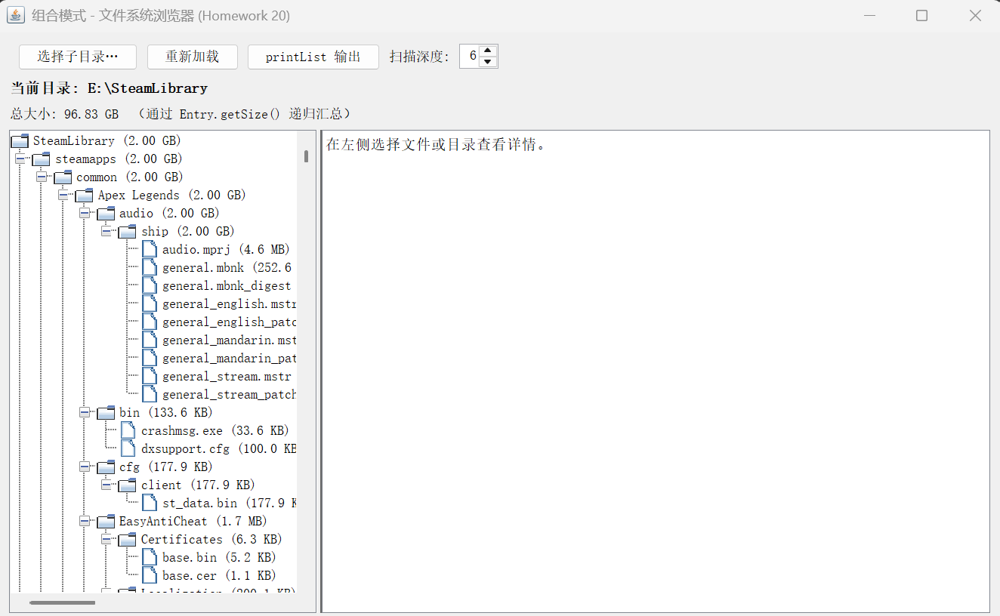 组合模式 - 文件系统浏览器 (Homework 20)
选择子目录… 重新加载 printList 输出 扫描深度: 6
当前目录: E:\SteamLibrary
总大小: 96.83 GB （通过 Entry.getSize() 递归汇总）
SteamLibrary (2.00 GB)
在左侧选择文件或目录查看详情。
steamapps (2.00 GB)
common (2.00 GB)
Apex Legends (2.00 GB)
audio (2.00 GB)
ship (2.00 GB)
audio.mprj (4.6 MB)
general.mbnk (252.6
general.mbnk_digest
general_english.mstr
general_english_patc
general_mandarin.mst
general_mandarin_pat
general_stream.mstr
general_stream_patch
bin (133.6 KB)
crashmsg.exe (33.6 KB)
dxsupport.cfg (100.0 KB
cfg (177.9 KB)
client (177.9 KB)
st_data.bin (177.9 K
EasyAntiCheat (1.7 MB)
Certificates (6.3 KB)
base.bin (5.2 KB)
base.cer (1.1 KB)